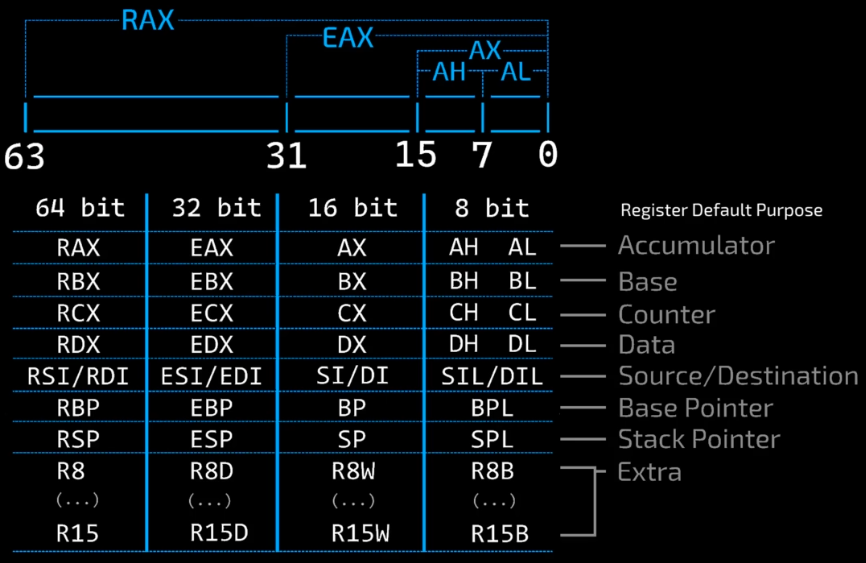 RAX
EAX
AX
AH AL
63 31 15 7 0
64 bit 32 bit 16 bit 8 bit Register Default Purpose
RAX EAX AX AH AL Accumulator
RBX EBX BX BH BL Base
RCX ECX CX CH CL Counter
RDX EDX DX DH DL Data
RSI/RDI ESI/EDI SI/DI SIL/DIL Source/Destination
RBP EBP BP BPL Base Pointer
RSP ESP SP SPL Stack Pointer
R8 R8D R8W R8B Extra
(...) (...) (...) (...)
R15 R15D R15W R15B